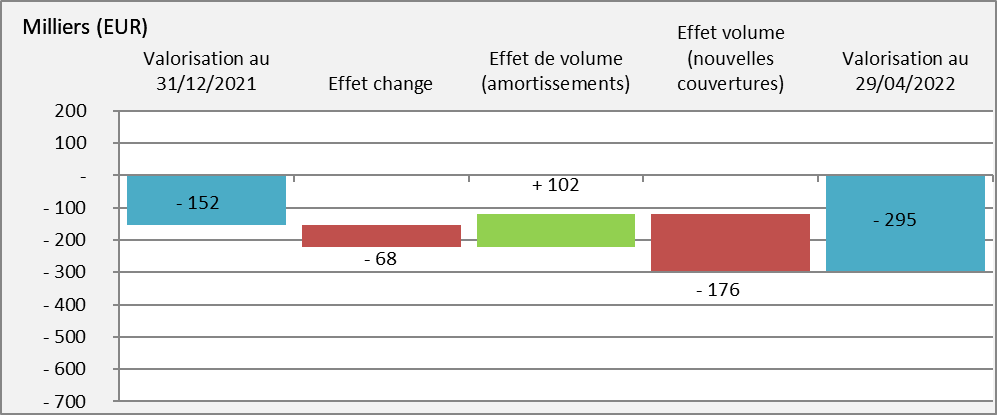 Milliers (EUR)
Valorisation au
31/12/2021
Effet change
Effet de volume
(amortissements)
Effet volume
(nouvelles
couvertures)
Valorisation au
29/04/2022
200
100
-
- 100
- 200
- 300
- 400
- 500
- 600
- 700
- 152
- 68
+ 102
- 176
- 295